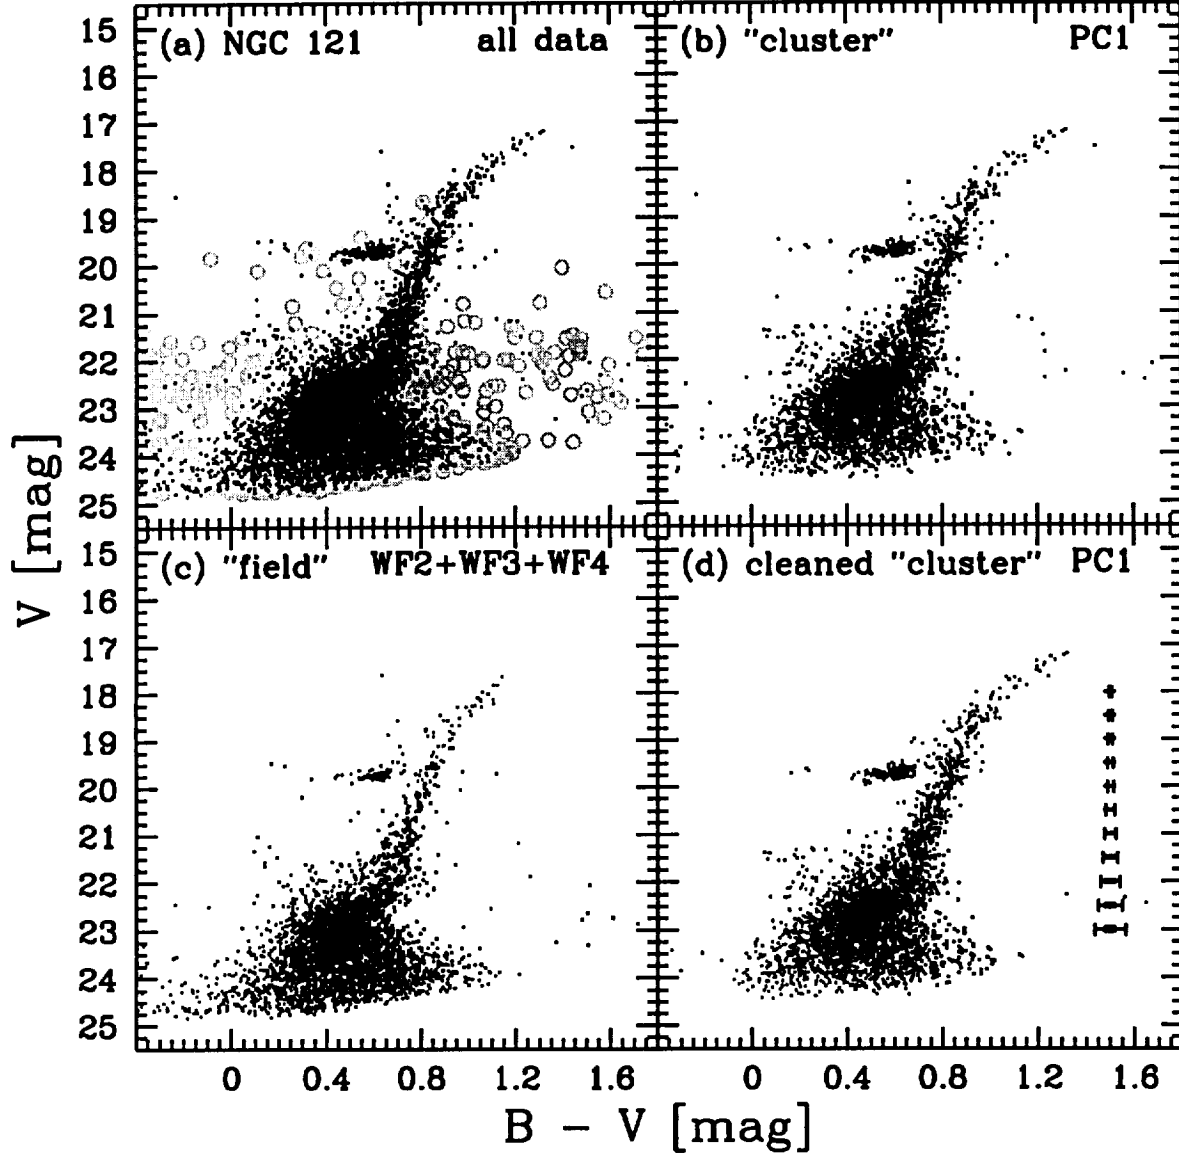 (a) NGC 121 all data
(b) "cluster" PC1
15
16
17
18
19
20
21
22
23
24
25
(c) "field" WF2+WF3+WF4
(d) cleaned "cluster" PC1
15
16
17
18
19
20
21
22
23
24
25
V [mag]
0 0.4 0.8 1.2 1.6
0 0.4 0.8 1.2 1.6
B – V [mag]